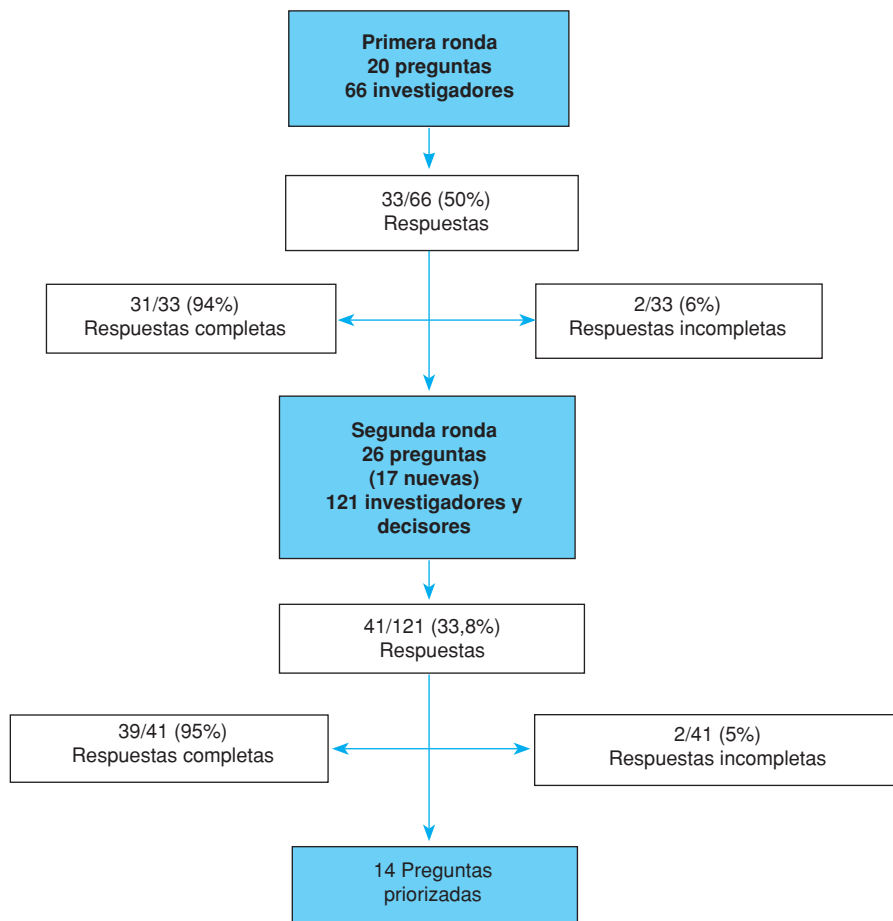 Primera ronda
20 preguntas
66 investigadores
33/66 (50%)
Respuestas
31/33 (94%)
Respuestas completas
2/33 (6%)
Respuestas incompletas
Segunda ronda
26 preguntas
(17 nuevas)
121 investigadores y
decisores
41/121 (33,8%)
Respuestas
39/41 (95%)
Respuestas completas
2/41 (5%)
Respuestas incompletas
14 Preguntas
priorizadas